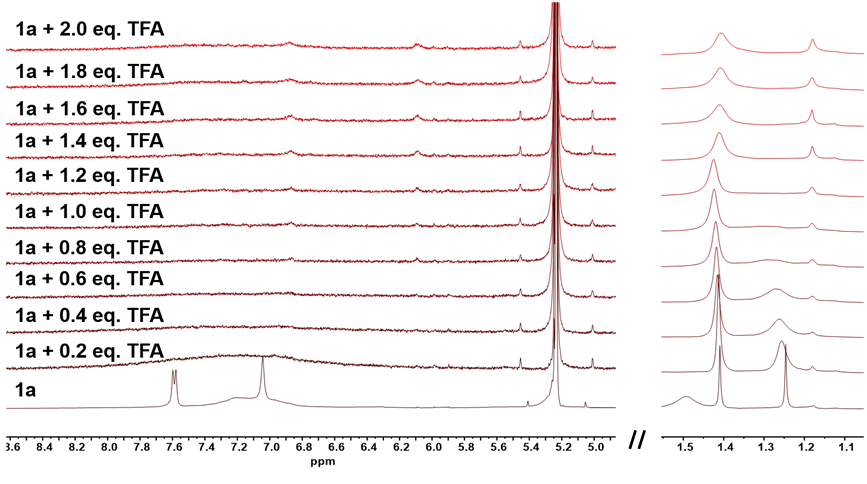 1a + 2.0 eq. TFA
1a + 1.8 eq. TFA
1a + 1.6 eq. TFA
1a + 1.4 eq. TFA
1a + 1.2 eq. TFA
1a + 1.0 eq. TFA
1a + 0.8 eq. TFA
1a + 0.6 eq. TFA
1a + 0.4 eq. TFA
1a + 0.2 eq. TFA
1a
8.6 8.4 8.2 8.0 7.8 7.6 7.4 7.2 7.0 6.8 6.6 6.4 6.2 6.0 5.8 5.6 5.4 5.2 5.0 // 1.5 1.4 1.3 1.2 1.1
ppm